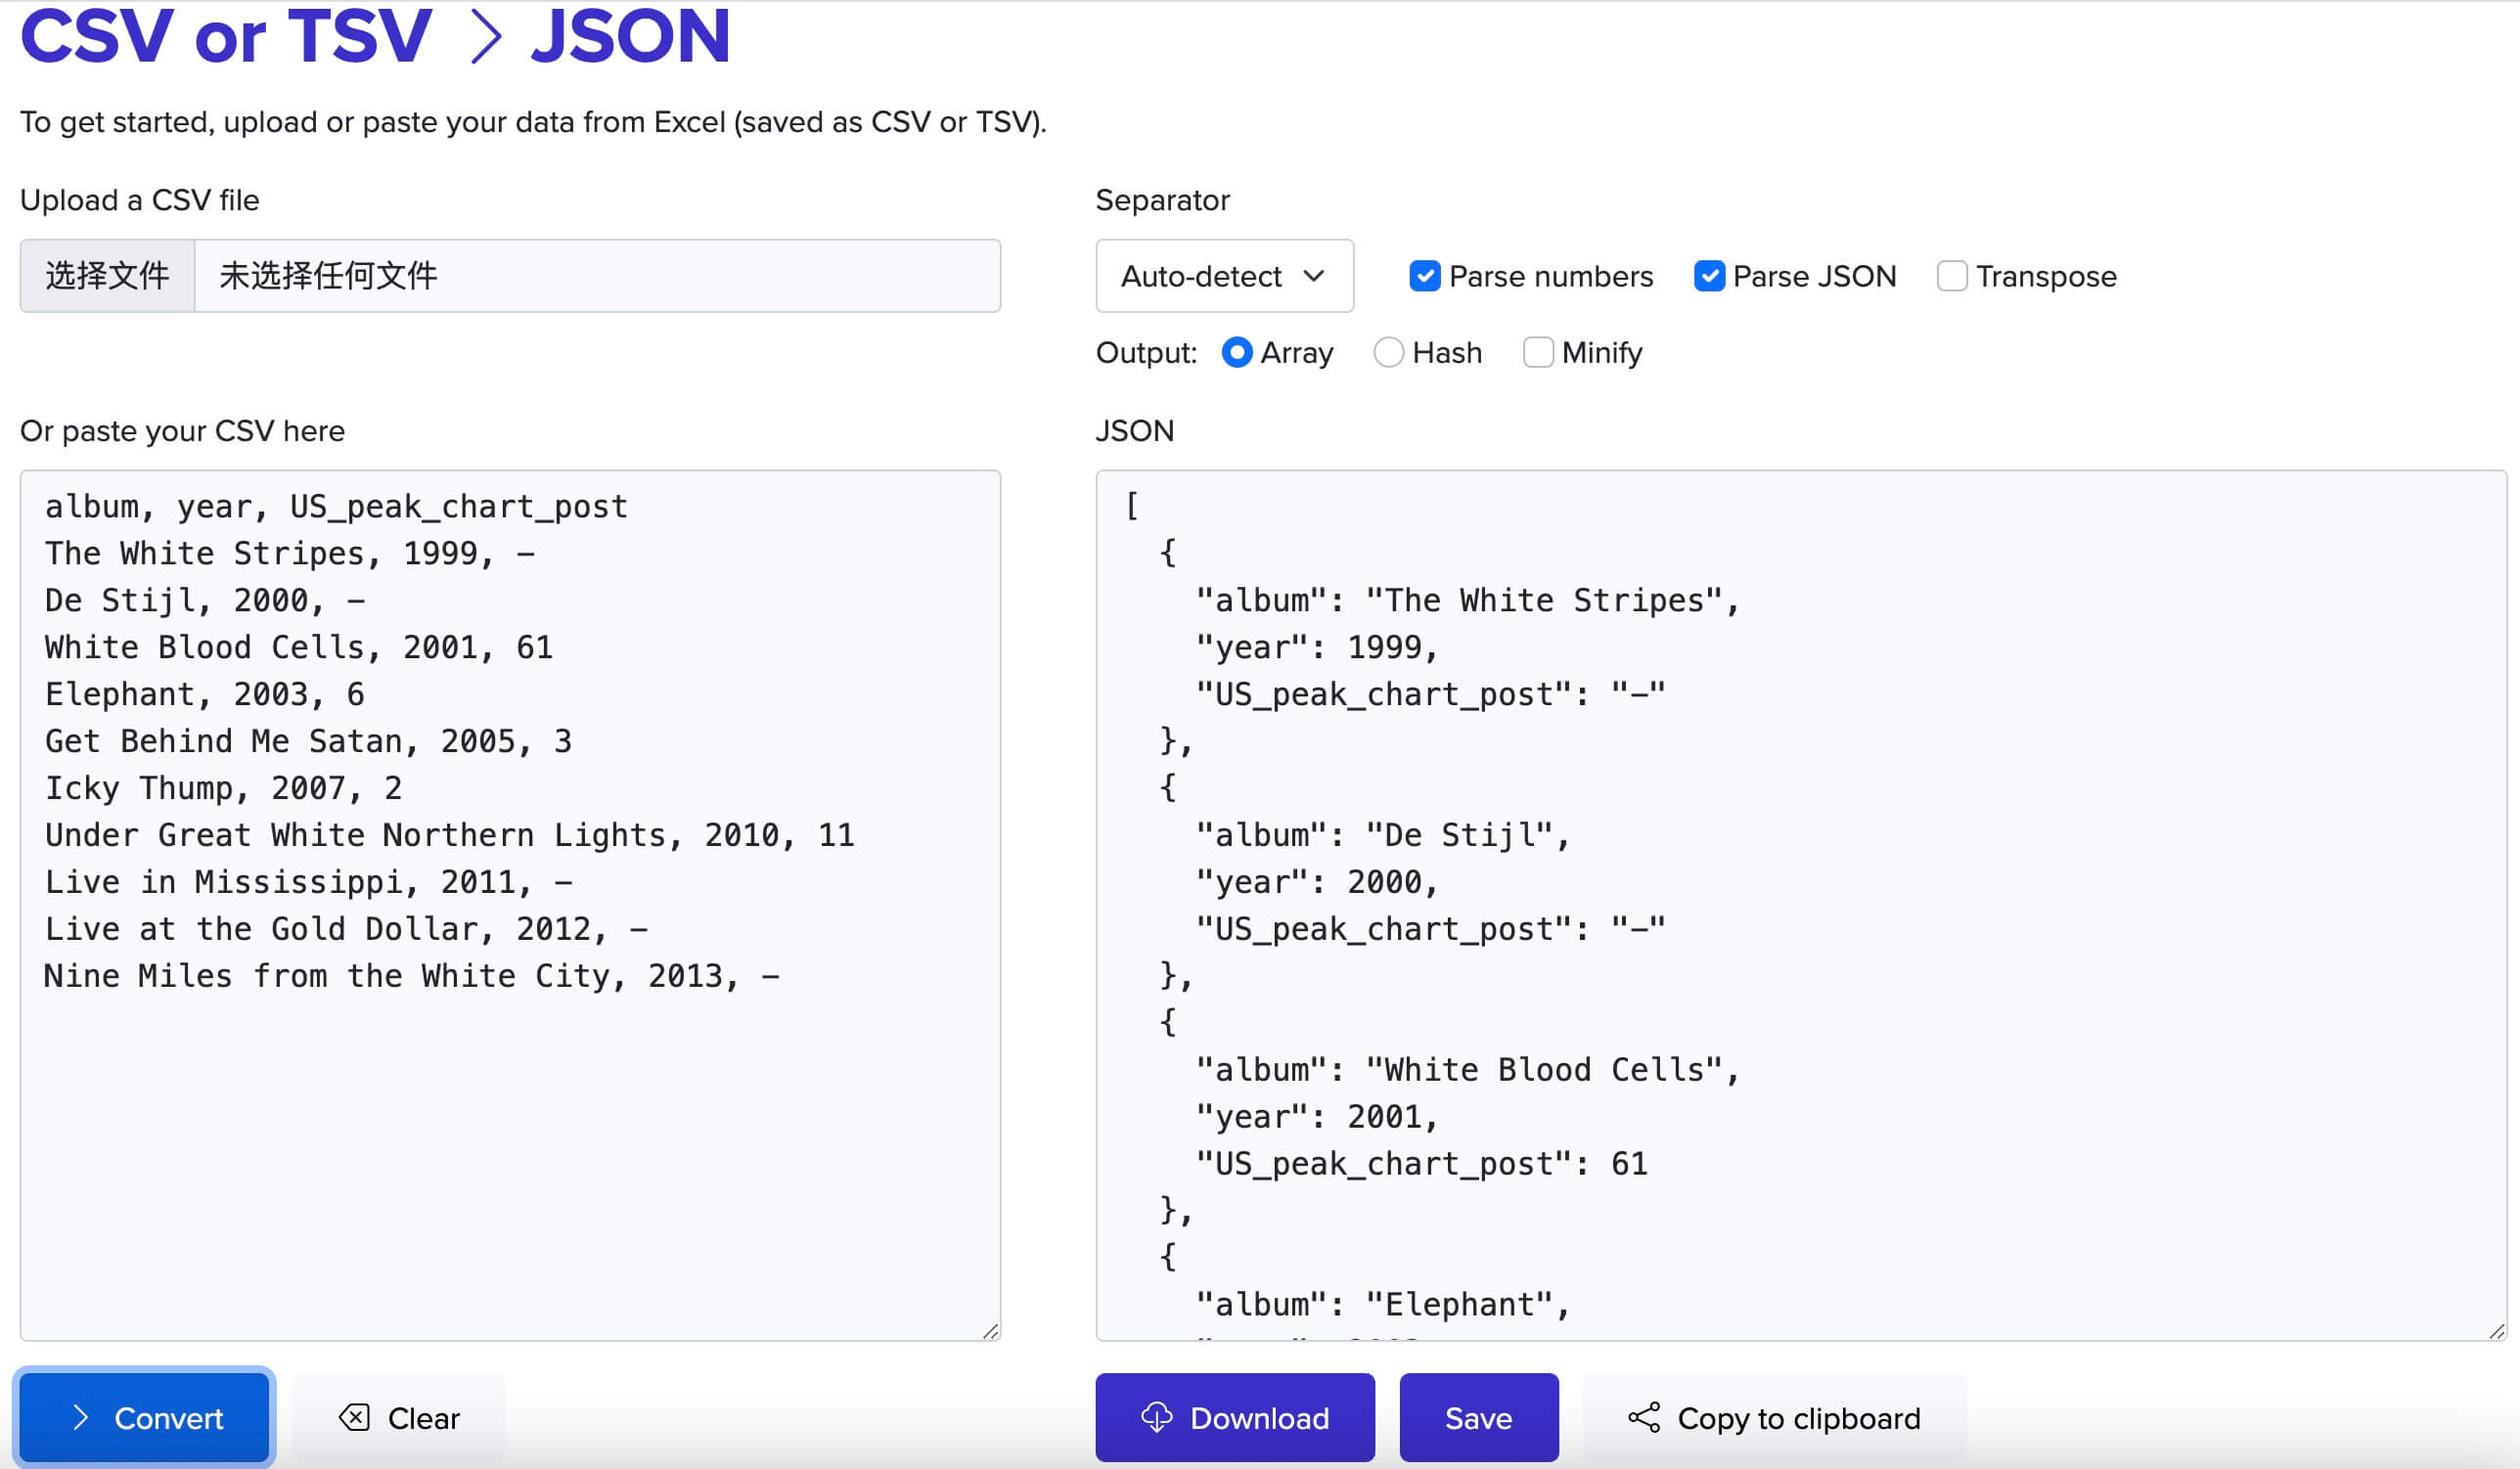 CSV or TSV > JSON
To get started, upload or paste your data from Excel (saved as CSV or TSV).
Upload a CSV file
选择文件 未选择任何文件
Separator
Auto-detect Parse numbers Parse JSON Transpose
Output: Array Hash Minify
Or paste your CSV here
album, year, US_peak_chart_post
The White Stripes, 1999, –
De Stijl, 2000, –
White Blood Cells, 2001, 61
Elephant, 2003, 6
Get Behind Me Satan, 2005, 3
Icky Thump, 2007, 2
Under Great White Northern Lights, 2010, 11
Live in Mississippi, 2011, –
Live at the Gold Dollar, 2012, –
Nine Miles from the White City, 2013, –
Convert Clear
JSON
[
{
"album": "The White Stripes",
"year": 1999,
"US_peak_chart_post": "–"
},
{
"album": "De Stijl",
"year": 2000,
"US_peak_chart_post": "–"
},
{
"album": "White Blood Cells",
"year": 2001,
"US_peak_chart_post": 61
},
{
"album": "Elephant",
Download Save Copy to clipboard